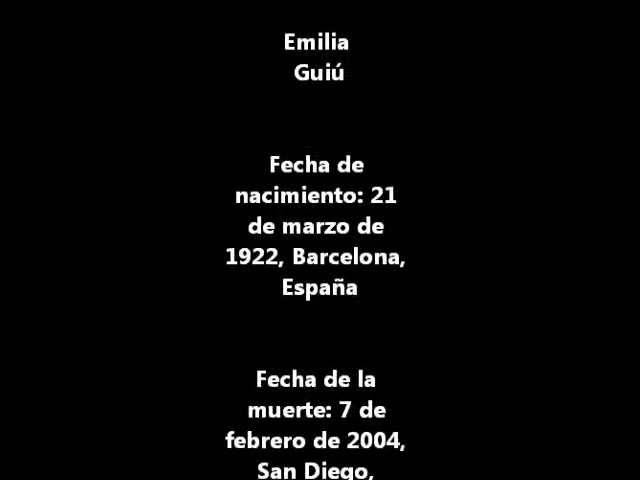 Emilia
Guiú
Fecha de
nacimiento: 21
de marzo de
1922, Barcelona,
España
Fecha de la
muerte: 7 de
febrero de 2004,
San Diego,